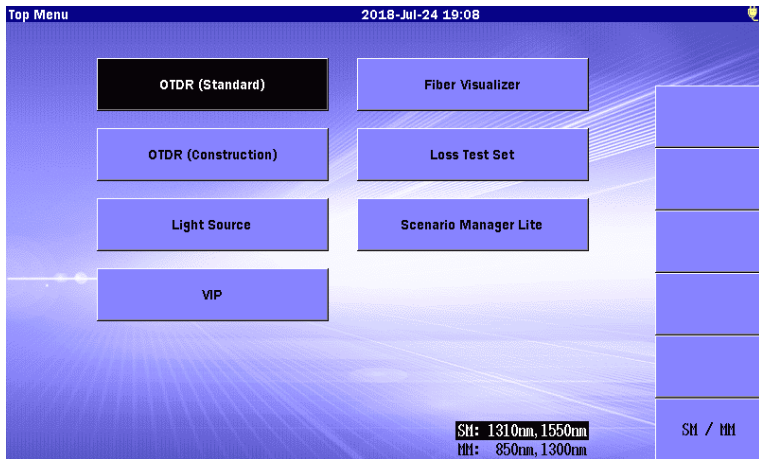 Top Menu 2018-Jul-24 19:08
OTDR (Standard) Fiber Visualizer
OTDR (Construction) Loss Test Set
Light Source Scenario Manager Lite
VIP
SM: 1310nm,1550nm
MM: 850nm,1300nm
SM / MM